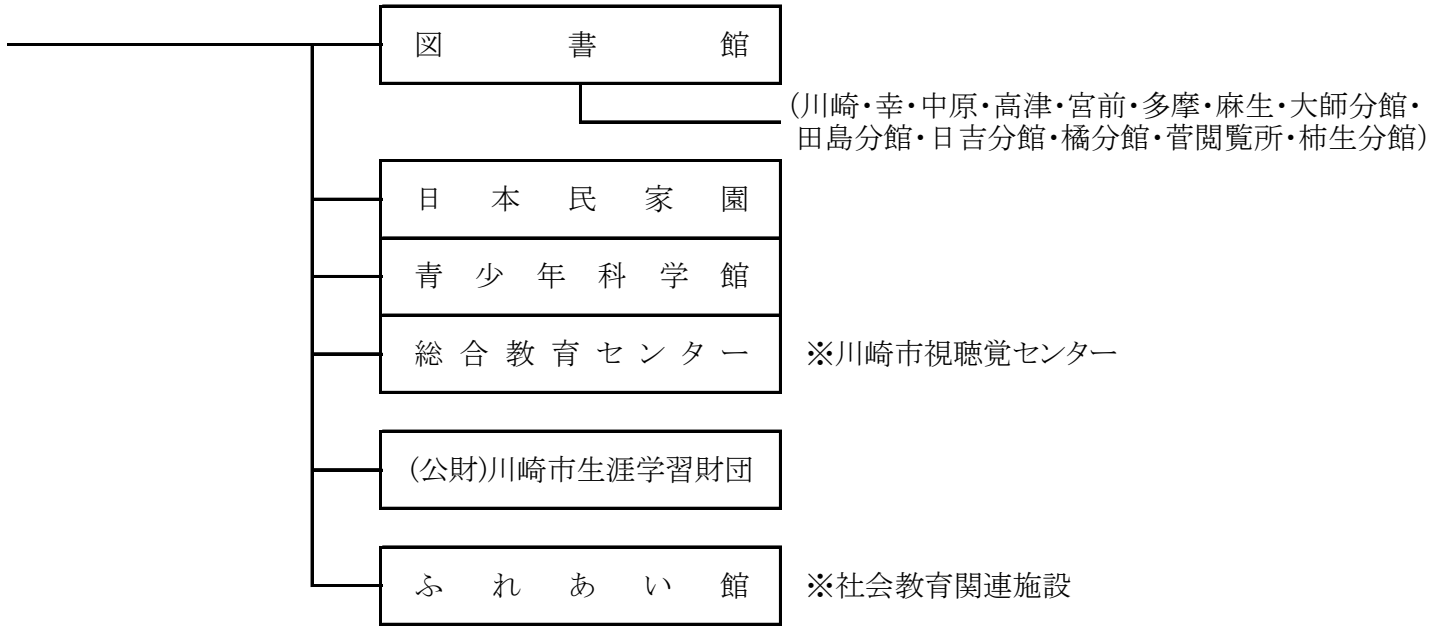 図書館
(川崎・幸・中原・高津・宮前・多摩・麻生・大師分館・
田島分館・日吉分館・橘分館・菅閲覧所・柿生分館)
日本民家園
青少年科学館
総合教育センター ※川崎市視聴覚センター
(公財)川崎市生涯学習財団
ふれあい館 ※社会教育関連施設